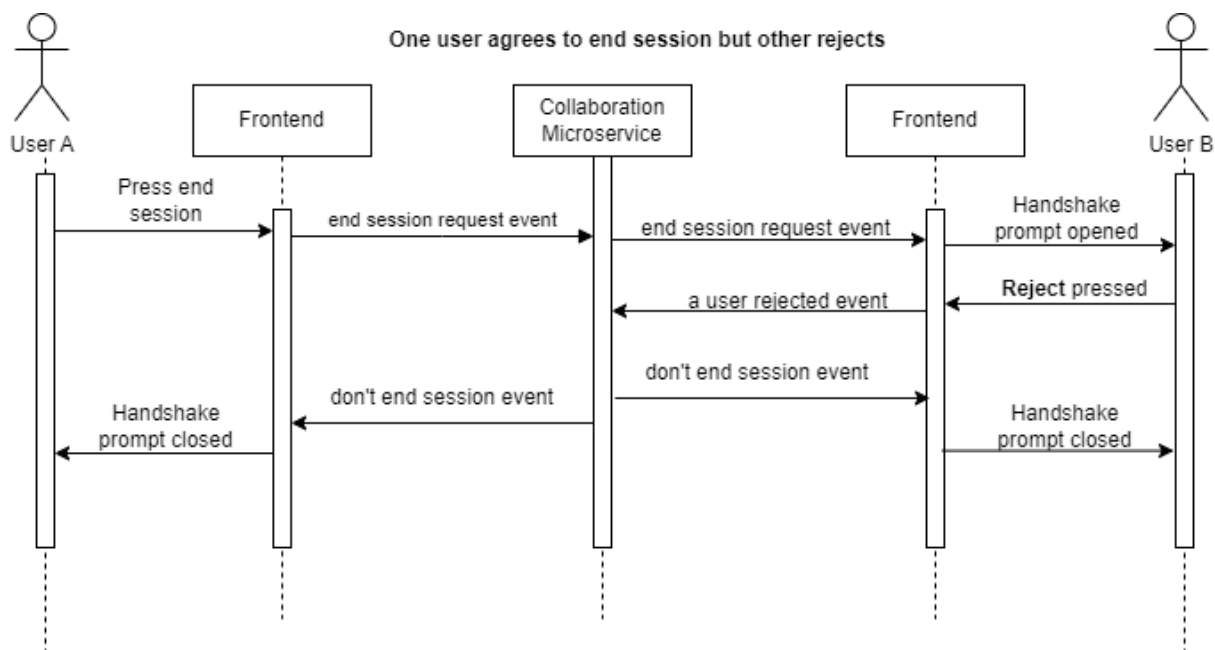 One user agrees to end session but other rejects
User A
Frontend
Collaboration
Microservice
Frontend
User B
Press end
session
end session request event
end session request event
Handshake
prompt opened
Reject pressed
a user rejected event
don't end session event
don't end session event
Handshake
prompt closed
Handshake
prompt closed